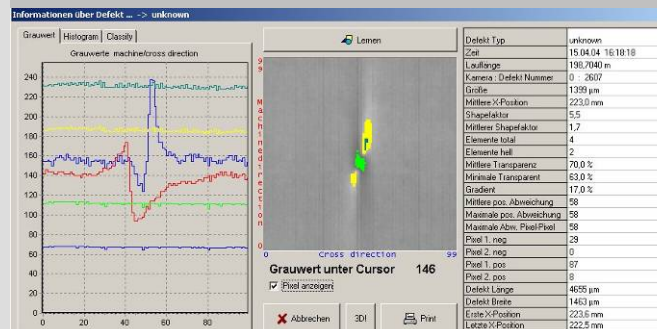 Informationen über Defekt ... -> unknown
Grauwert Histogram Classify
Grauwerte machine/cross direction
240
220
200
180
160
140
120
100
80
60
40
20
0
0 20 40 60 80
Lernen
99
Machinedirection
0
0 Cross direction 99
Grauwert unter Cursor 146
Pixel anzeigen
Abbrechen 3D! Print
Defekt Typ unknown
Zeit 15.04.04 16:18:18
Lauflänge 198,7040 m
Kamera : Defekt Nummer 0 : 2607
Größe 1399 µm
Mittlere X-Position 223,0 mm
Shapefaktor 5,5
Mittlerer Shapefaktor 1,7
Elemente total 4
Elemente hell 2
Mittlere Transparenz 70,0 %
Minimale Transparent 63,0 %
Gradient 17,0 %
Mittlere pos. Abweichung 58
Maximale pos. Abweichung 58
Maximale Abw. Pixel-Pixel 58
Pixel 1. neg 29
Pixel 2. neg 0
Pixel 1. pos 87
Pixel 2. pos 8
Defekt Länge 4655 µm
Defekt Breite 1463 µm
Erste X-Position 223,6 mm
Letzte X-Position 222,5 mm